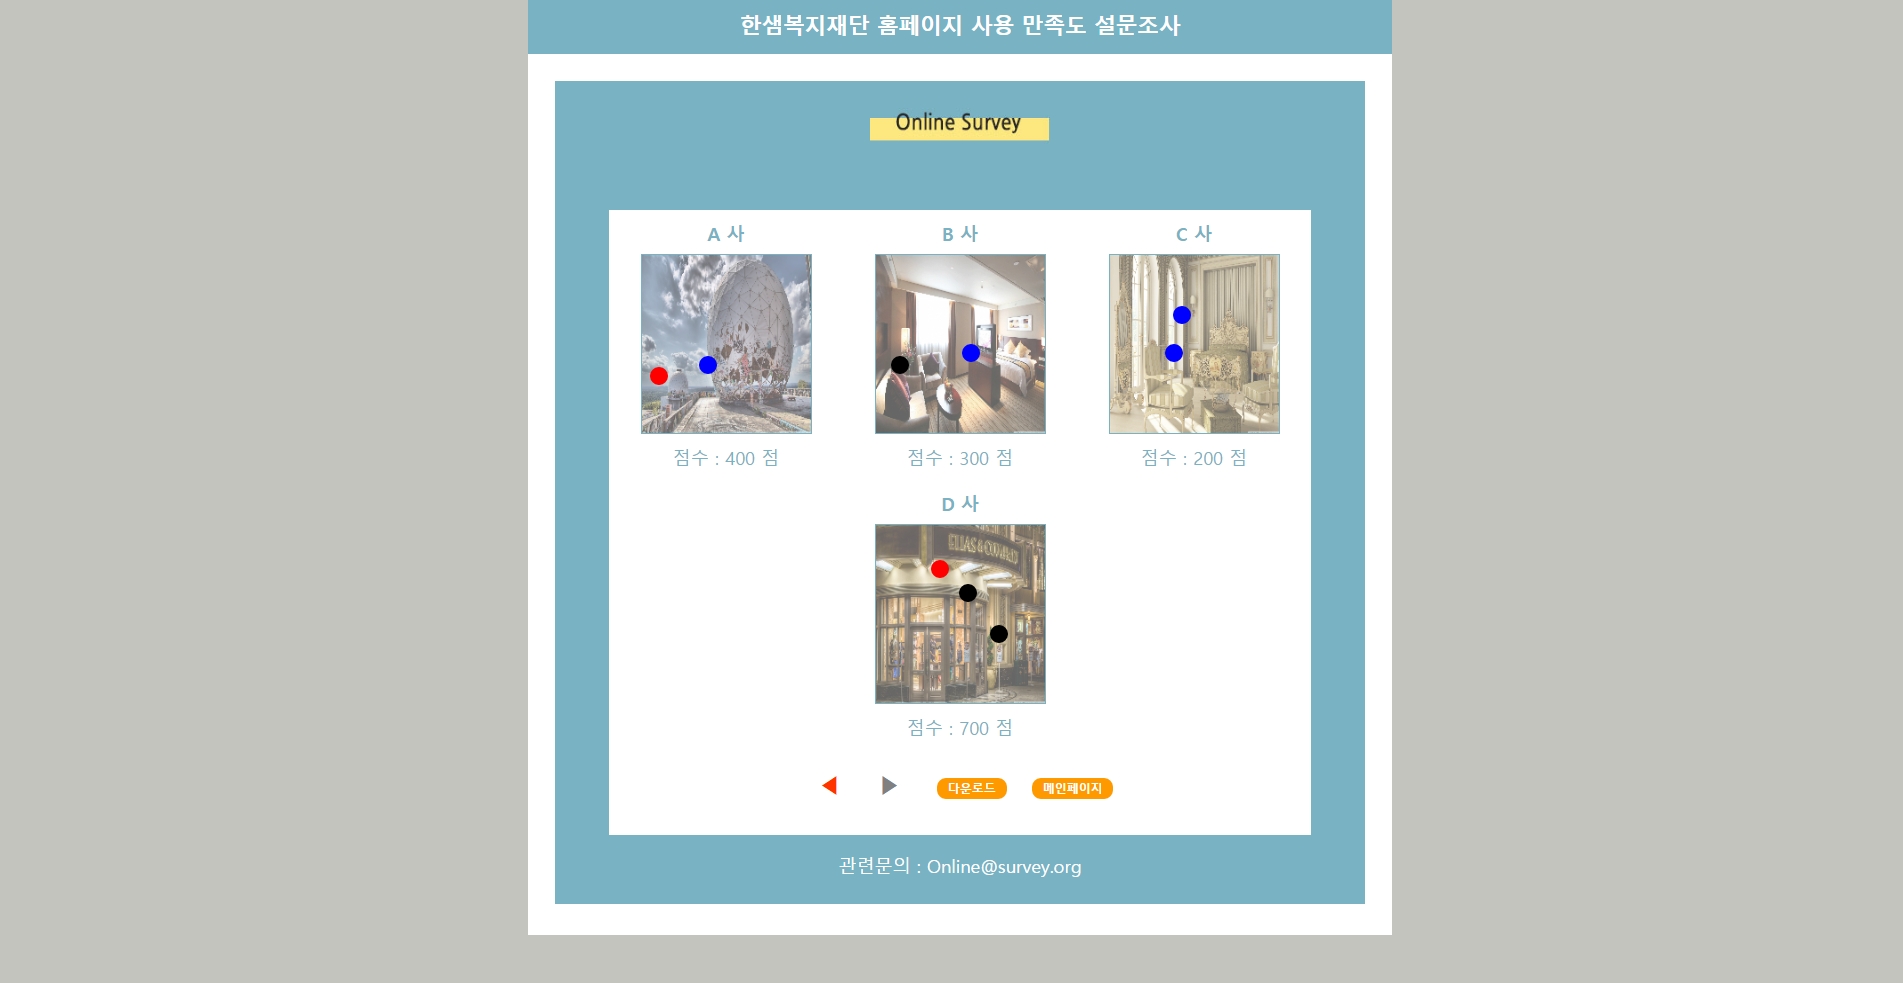 한샘복지재단 홈페이지 사용 만족도 설문조사
Online Survey
A 사
B 사
C 사
점수 : 400 점
점수 : 300 점
점수 : 200 점
D 사
점수 : 700 점
다운로드
메인페이지
관련문의 : Online@survey.org